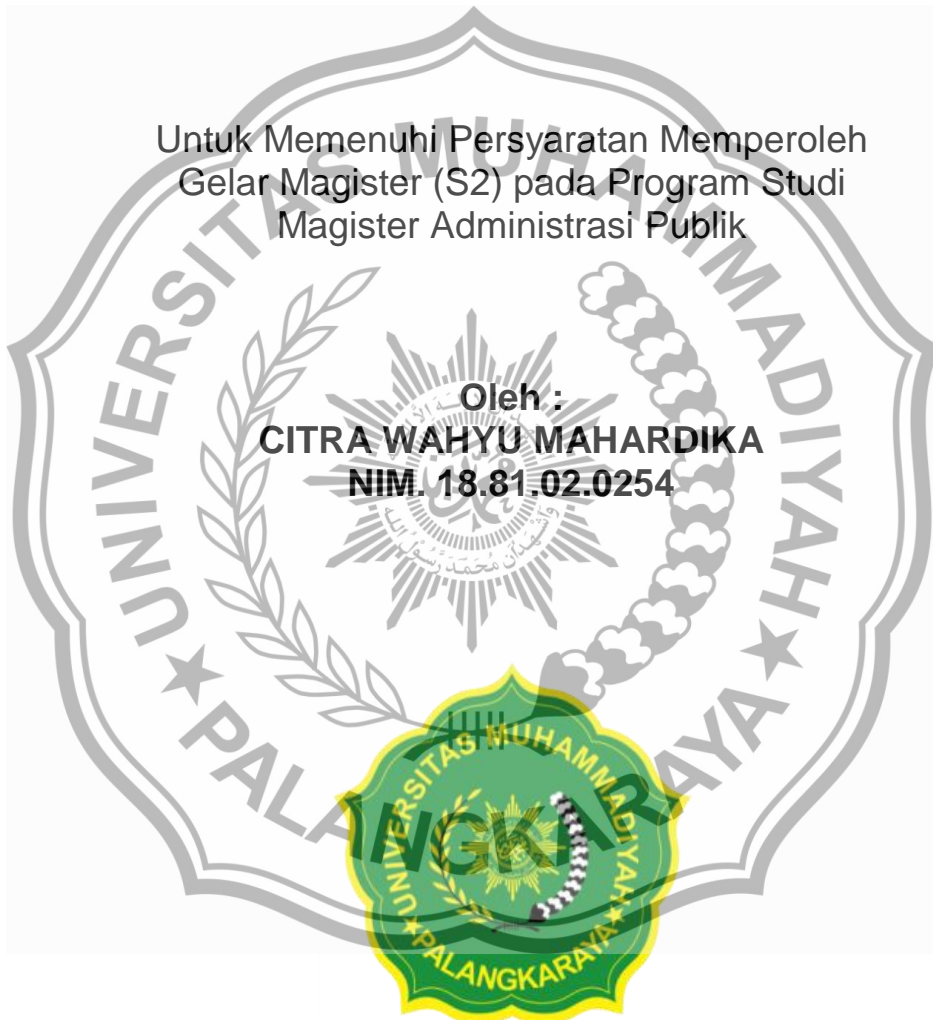 Untuk Memenuhi Persyaratan Memperoleh
Gelar Magister (S2) pada Program Studi
Magister Administrasi Publik
Oleh :
CITRA WAHYU MAHARDIKA
NIM. 18.81.02.0254
UNIVERSITAS MUHAMMADIYAH
PALANGKARAYA
UNIVERSITAS MUHAMMADIYAH
PALANGKARAYA